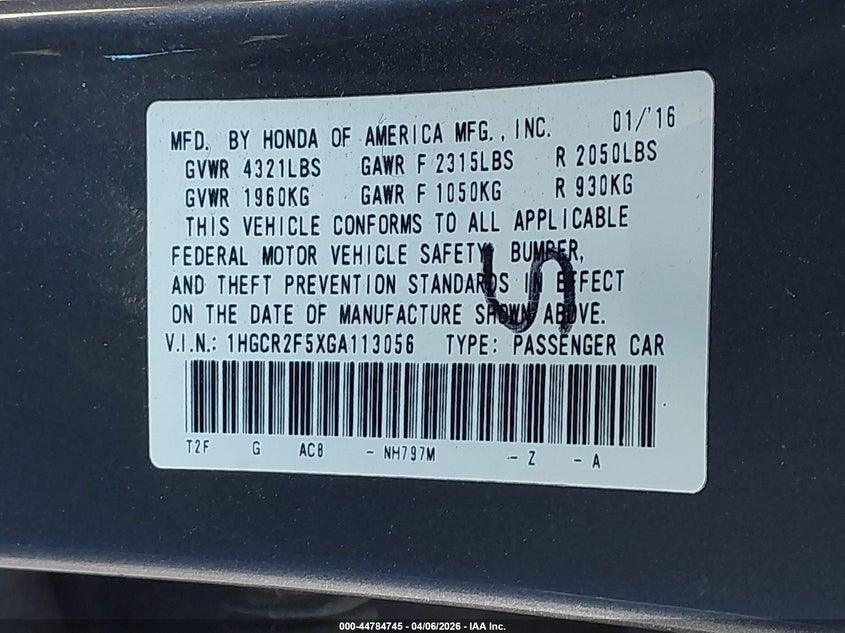 01/'16
MFD. BY HONDA OF AMERICA MFG., INC.
GVWR 4321LBS GAWR F 2315LBS R 2050LBS
GVWR 1960KG GAWR F 1050KG R 930KG
THIS VEHICLE CONFORMS TO ALL APPLICABLE
FEDERAL MOTOR VEHICLE SAFETY, BUMPER,
AND THEFT PREVENTION STANDARDS IN EFFECT
ON THE DATE OF MANUFACTURE SHOWN ABOVE.
V.I.N.: 1HGCR2F5XGA113056 TYPE: PASSENGER CAR
T2F G AC8 - NH797M - Z - A
000-44784745 - 04/06/2026 - IAA Inc.